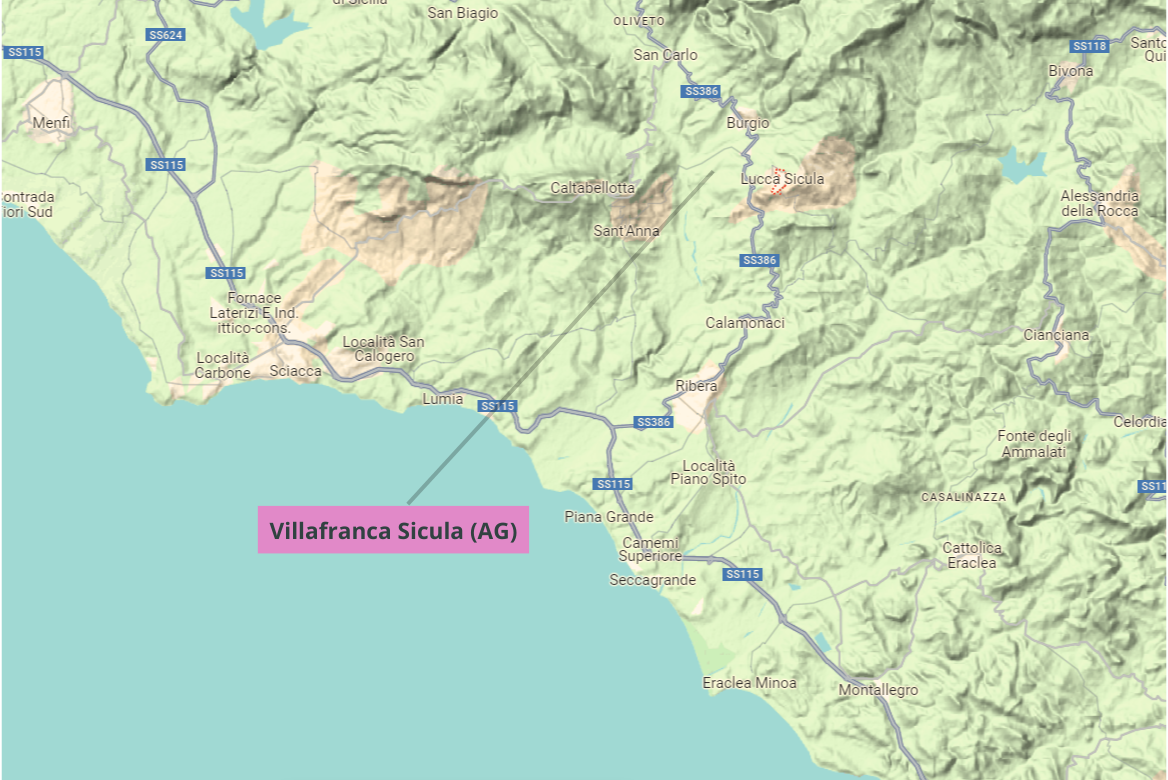 di Sicilia
San Biagio
OLIVETO
SS624
SS118
Santo
Qui
SS115
San Carlo
Bivona
SS386
Menfi
Burgio
SS115
Lucca Sicula
Caltabellotta
ontrada
iori Sud
Alessandria
della Rocca
Sant'Anna
SS386
SS115
Fornace
Laterizi E Ind.
ittico-cons.
Calamonaci
Cianciana
Località San
Calogero
Località
Carbone
Sciacca
Ribera
Lumia
SS115
SS386
Celordia
Fonte degli
Ammalati
Località
Piano Spito
SS115
SS11
CASALINAZZA
Piana Grande
Villafranca Sicula (AG)
Camemi
Superiore
Cattolica
Eraclea
SS115
Seccagrande
Eraclea Minoa
Montallegro